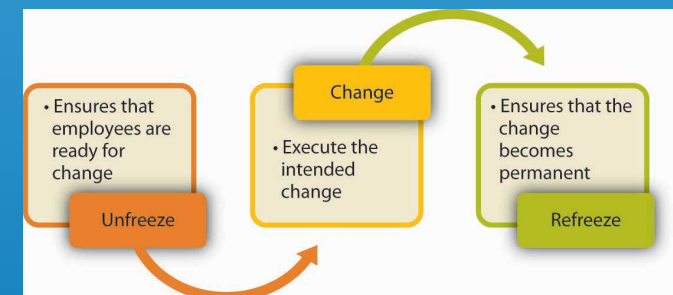 • Ensures that
employees are
ready for
change
Unfreeze
Change
• Execute the
intended
change
• Ensures that the
change
becomes
permanent
Refreeze